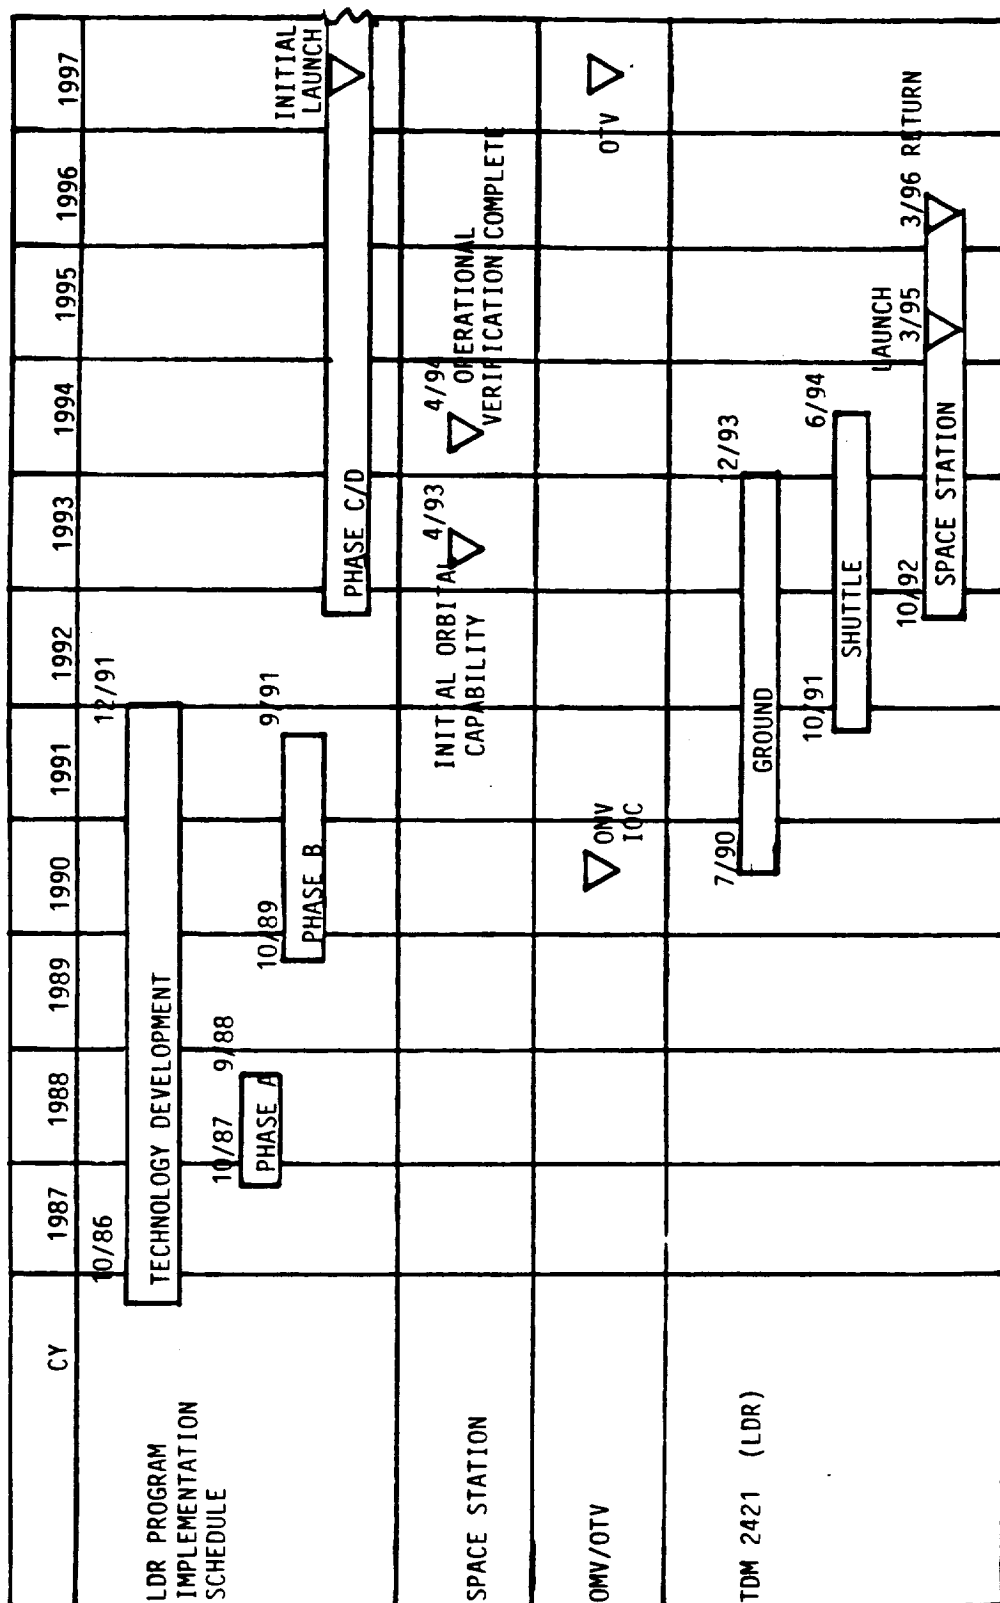 CY 1987 1988 1989 1990 1991 1992 1993 1994 1995 1996 1997
LDR PROGRAM
IMPLEMENTATION
SCHEDULE
10/86 12/91
TECHNOLOGY DEVELOPMENT
10/87 9/88
PHASE A
10/89 9/91
PHASE B
INITIAL
LAUNCH
PHASE C/D
SPACE STATION
INITIAL ORBITAL
CAPABILITY
4/93
4/94
OPERATIONAL
VERIFICATION COMPLETE
OMV/OTV
OMV
IOC
OTV
TDM 2421 (LDR)
7/90 12/93
GROUND
10/91 6/94
SHUTTLE
10/92
SPACE STATION
LAUNCH
3/95
3/96 RETURN